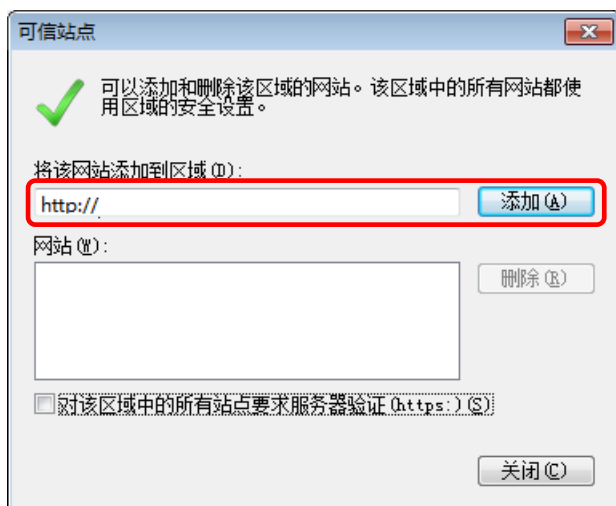 可信站点
可以添加和删除该区域的网站。该区域中的所有网站都使
用区域的安全设置。
将该网站添加到区域(D):
http://
添加(A)
网站(W):
删除(R)
对该区域中的所有站点要求服务器验证(https:)(S)
关闭(C)